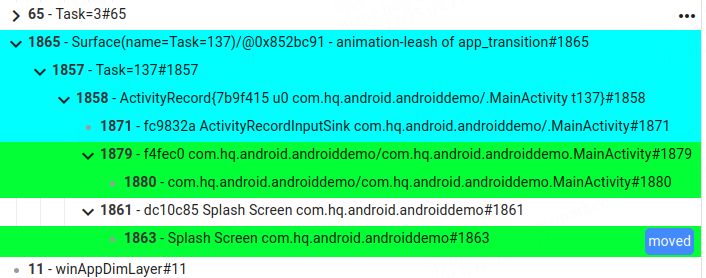 65 - Task=3#65
1865 - Surface(name=Task=137)/@0x852bc91 - animation-leash of app_transition#1865
1857 - Task=137#1857
1858 - ActivityRecord{7b9f415 u0 com.hq.android.androiddemo/.MainActivity t137}#1858
1871 - fc9832a ActivityRecordInputSink com.hq.android.androiddemo/.MainActivity#1871
1879 - f4fec0 com.hq.android.androiddemo/com.hq.android.androiddemo.MainActivity#1879
1880 - com.hq.android.androiddemo/com.hq.android.androiddemo.MainActivity#1880
1861 - dc10c85 Splash Screen com.hq.android.androiddemo#1861
1863 - Splash Screen com.hq.android.androiddemo#1863 moved
11 - winAppDimLayer#11